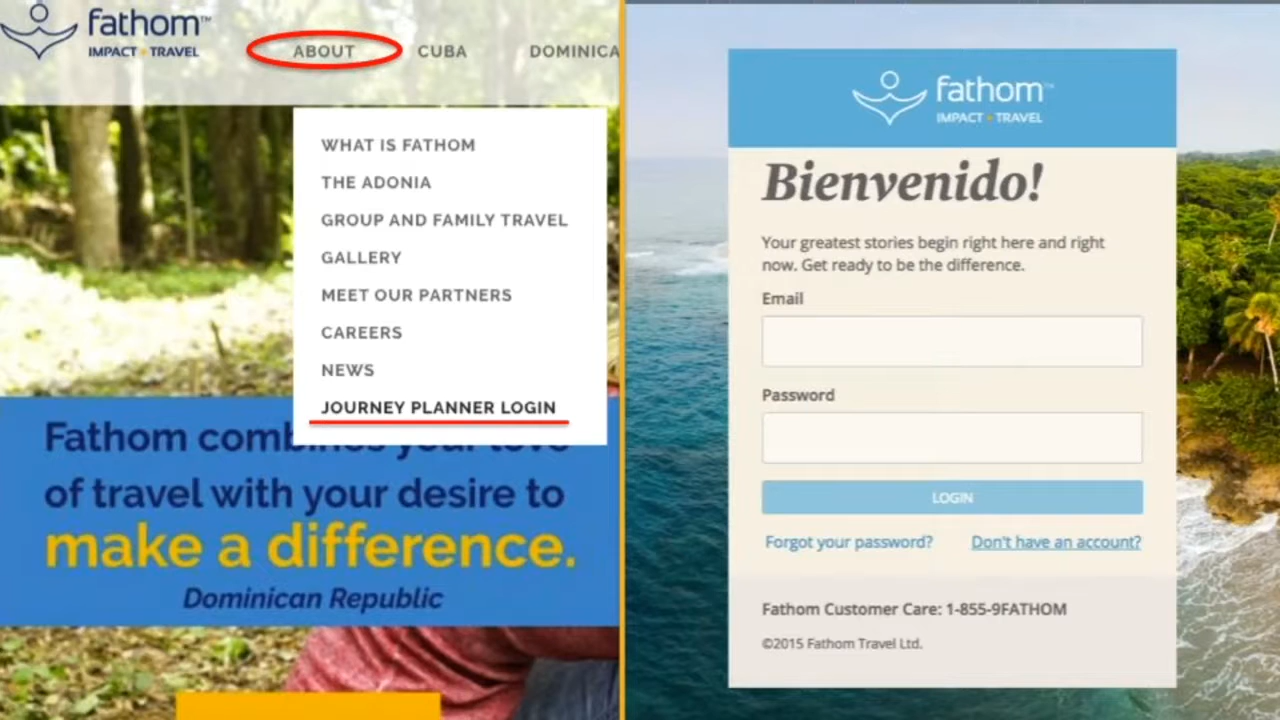 fathom™
IMPACT • TRAVEL
ABOUT
CUBA
DOMINICA
WHAT IS FATHOM
THE ADONIA
GROUP AND FAMILY TRAVEL
GALLERY
MEET OUR PARTNERS
CAREERS
NEWS
JOURNEY PLANNER LOGIN
Fathom combines your love
of travel with your desire to
make a difference.
Dominican Republic
fathom™
IMPACT • TRAVEL
Bienvenido!
Your greatest stories begin right here and right
now. Get ready to be the difference.
Email
Password
LOGIN
Forgot your password?
Don't have an account?
Fathom Customer Care: 1-855-9FATHOM
©2015 Fathom Travel Ltd.